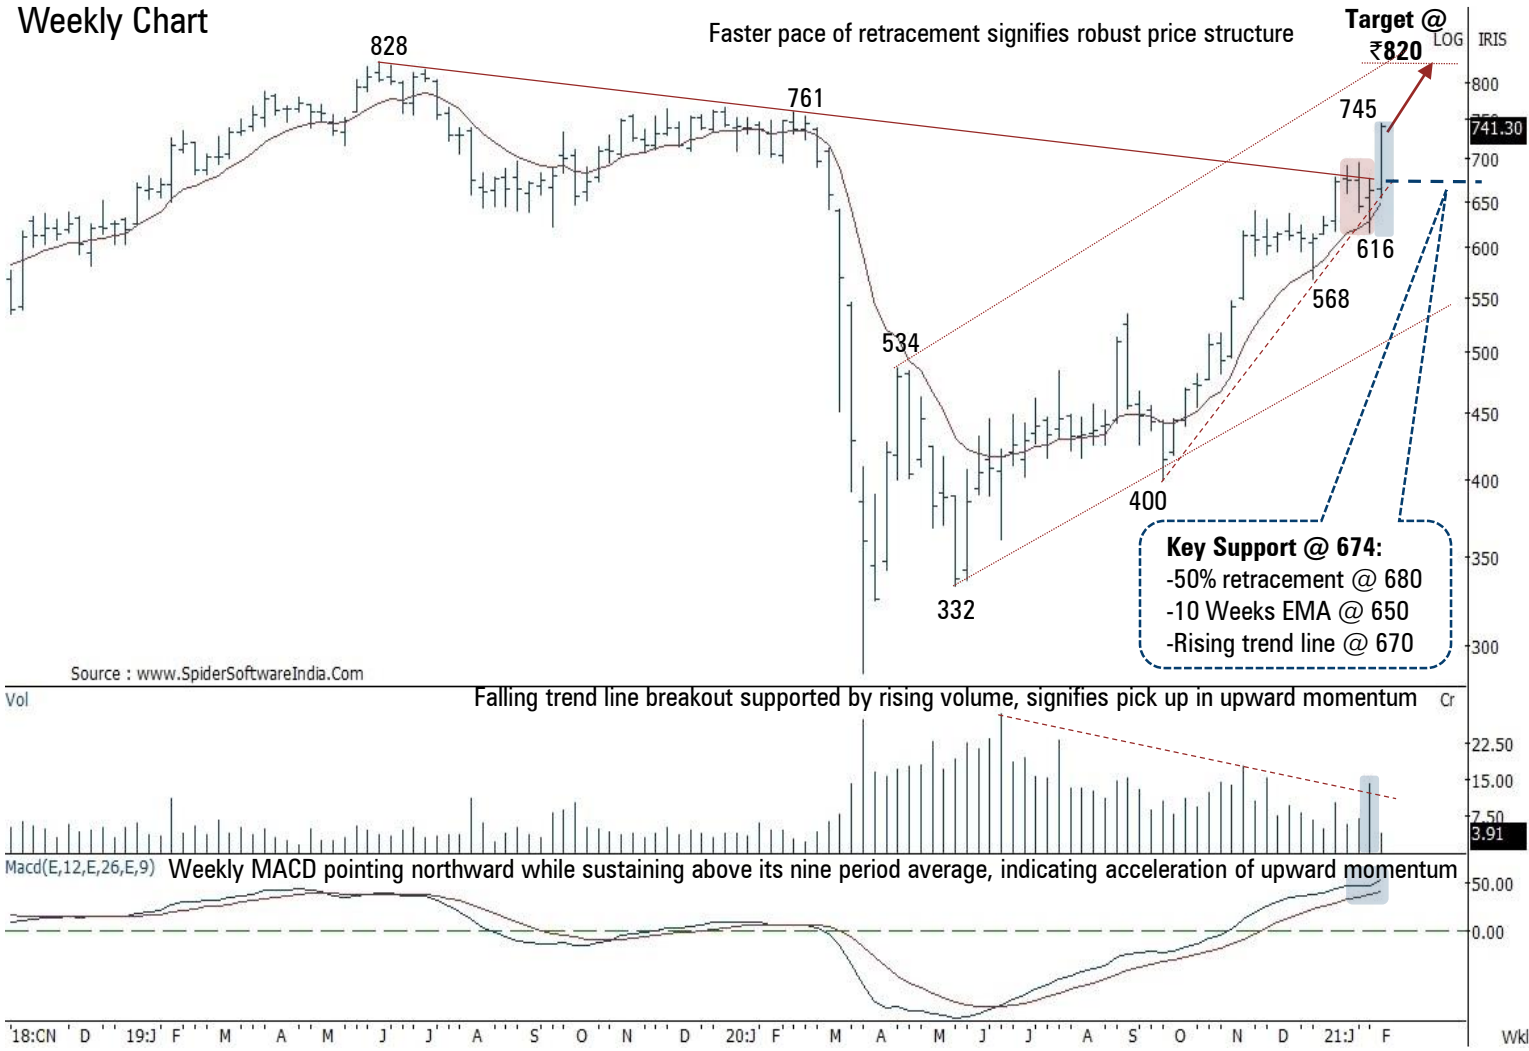 Weekly Chart
Faster pace of retracement signifies robust price structure
Target @
₹820
LOG
IRIS
828
761
745
800
741.30
700
650
600
616
568
550
534
500
450
400
400
350
332
300
Key Support @ 674:
-50% retracement @ 680
-10 Weeks EMA @ 650
-Rising trend line @ 670
Source : www.SpiderSoftwareIndia.Com
Vol
Falling trend line breakout supported by rising volume, signifies pick up in upward momentum
Cr
22.50
15.00
7.50
3.91
Macd(E,12,E,26,E,9)
Weekly MACD pointing northward while sustaining above its nine period average, indicating acceleration of upward momentum
50.00
0.00
18:CN D 19:J F M A M J J A S O N D 20:J F M A M J J A S O N D 21:J F Wkl